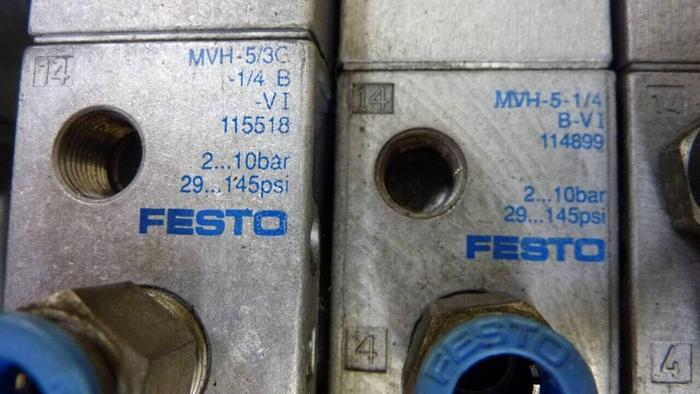 14
MVH-5/3G
-1/4 B
-VI
115518
2...10bar
29...145psi
FESTO
14
MVH-5-1/4
B-VI
114899
2...10bar
29...145psi
FESTO
4
FESTO
14
4